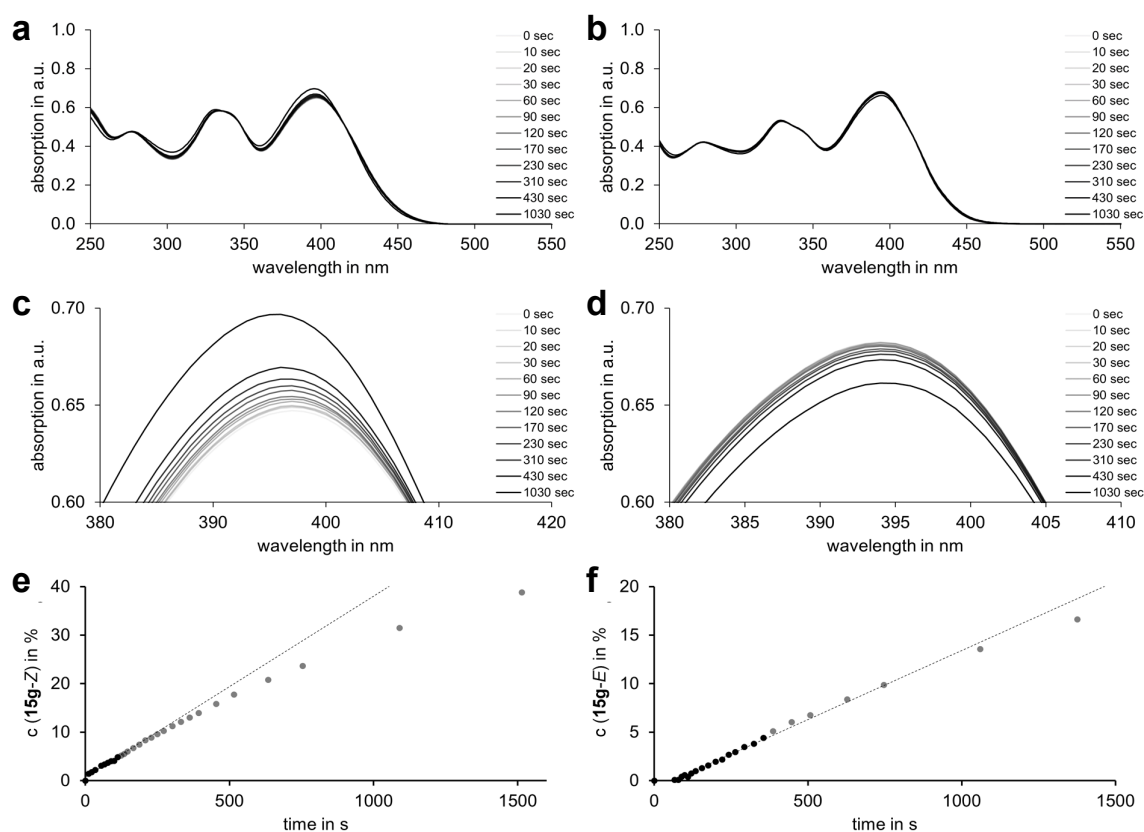 a
1.0
0.8
0.6
0.4
0.2
0.0
absorption in a.u.
250 300 350 400 450 500 550
wavelength in nm
0 sec
10 sec
20 sec
30 sec
60 sec
90 sec
120 sec
170 sec
230 sec
310 sec
430 sec
1030 sec
b
1.0
0.8
0.6
0.4
0.2
0.0
absorption in a.u.
250 300 350 400 450 500 550
wavelength in nm
0 sec
10 sec
20 sec
30 sec
60 sec
90 sec
120 sec
170 sec
230 sec
310 sec
430 sec
1030 sec
c
0.70
0.65
0.60
absorption in a.u.
380 390 400 410 420
wavelength in nm
0 sec
10 sec
20 sec
30 sec
60 sec
90 sec
120 sec
170 sec
230 sec
310 sec
430 sec
1030 sec
d
0.70
0.65
0.60
absorption in a.u.
380 385 390 395 400 405 410
wavelength in nm
0 sec
10 sec
20 sec
30 sec
60 sec
90 sec
120 sec
170 sec
230 sec
310 sec
430 sec
1030 sec
e
40
30
20
10
0
c (15g-Z) in %
0 500 1000 1500
time in s
f
20
15
10
5
0
c (15g-E) in %
0 500 1000 1500
time in s